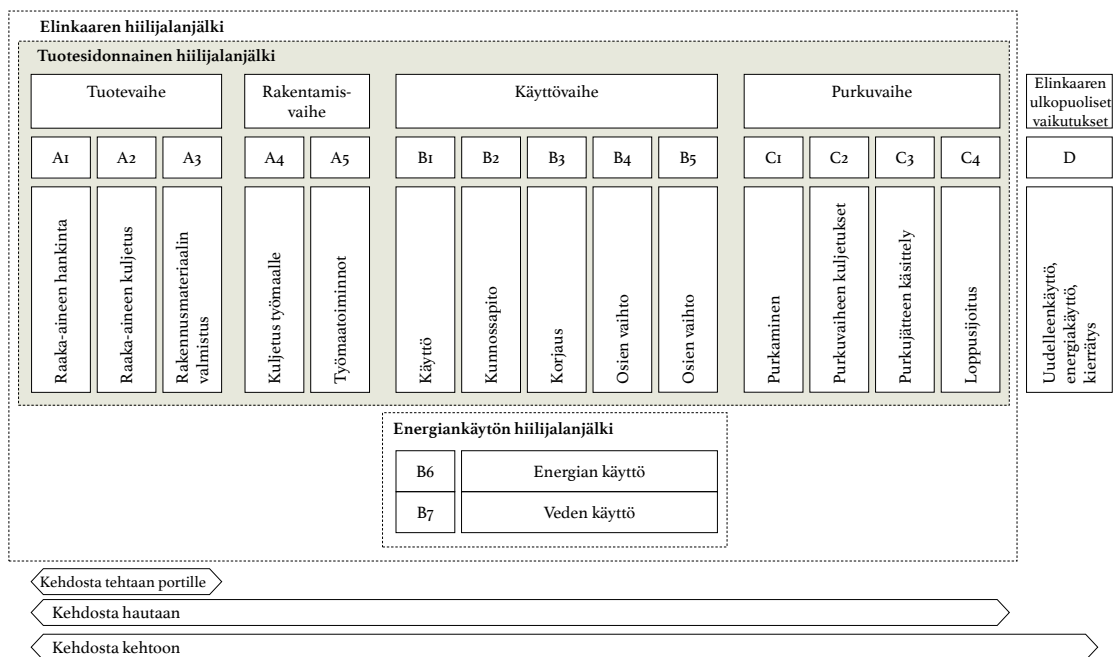 Elinkaaren hiilijalanjälki
Tuotesidonnainen hiilijalanjälki
Tuotevaihe
Rakentamis-
vaihe
Käyttövaihe
Purkuvaihe
Elinkaaren
ulkopuoliset
vaikutukset
A1
A2
A3
A4
A5
B1
B2
B3
B4
B5
C1
C2
C3
C4
D
Raaka-aineen hankinta
Raaka-aineen kuljetus
Rakennusmateriaalin
valmistus
Kuljetus työmaalle
Työmaatoiminnot
Käyttö
Kunnossapito
Korjaus
Osien vaihto
Osien vaihto
Purkaminen
Purkuvaiheen kuljetukset
Purkujätteen käsittely
Loppusijoitus
Uudelleenkäyttö,
energiakäyttö,
kierrätys
Energiankäytön hiilijalanjälki
B6
Energian käyttö
B7
Veden käyttö
Kehdosta tehtaan portille
Kehdosta hautaan
Kehdosta kehtoon